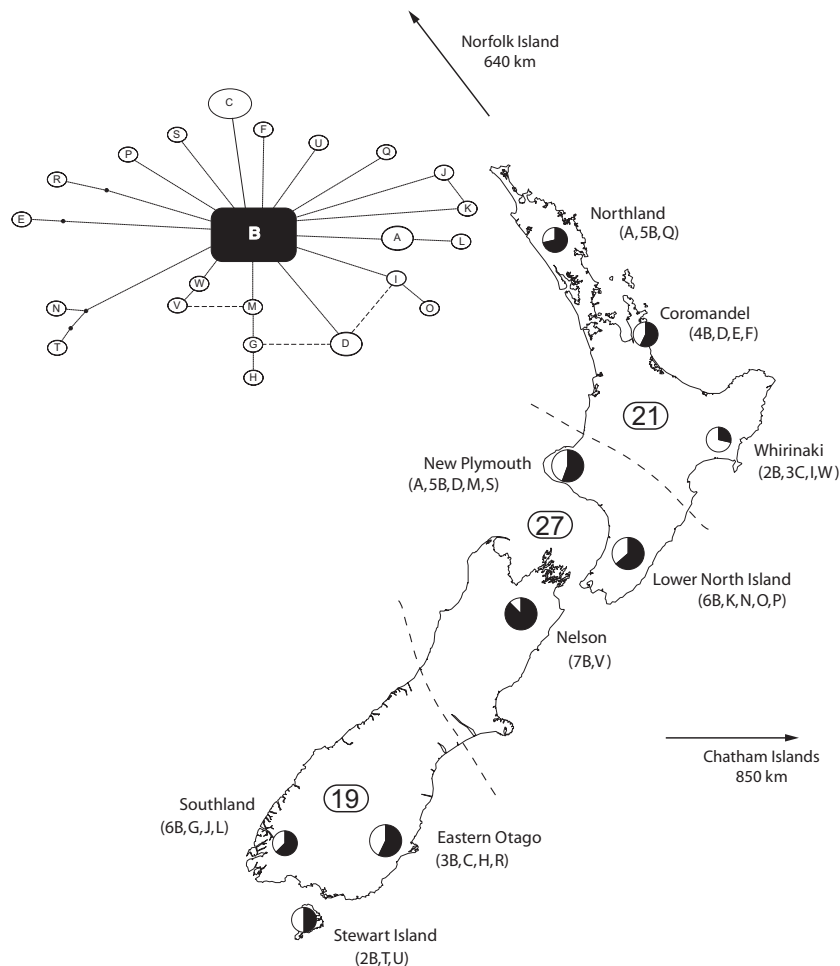 Norfolk Island
640 km
C
S
F
U
P
Q
R
J
K
E
B
A
L
W
I
N
V
M
O
T
G
D
H
Northland
(A,5B,Q)
Coromandel
(4B,D,E,F)
21
Whirinaki
(2B,3C,I,W)
New Plymouth
(A,5B,D,M,S)
27
Lower North Island
(6B,K,N,O,P)
Nelson
(7B,V)
Chatham Islands
850 km
19
Southland
(6B,G,J,L)
Eastern Otago
(3B,C,H,R)
Stewart Island
(2B,T,U)